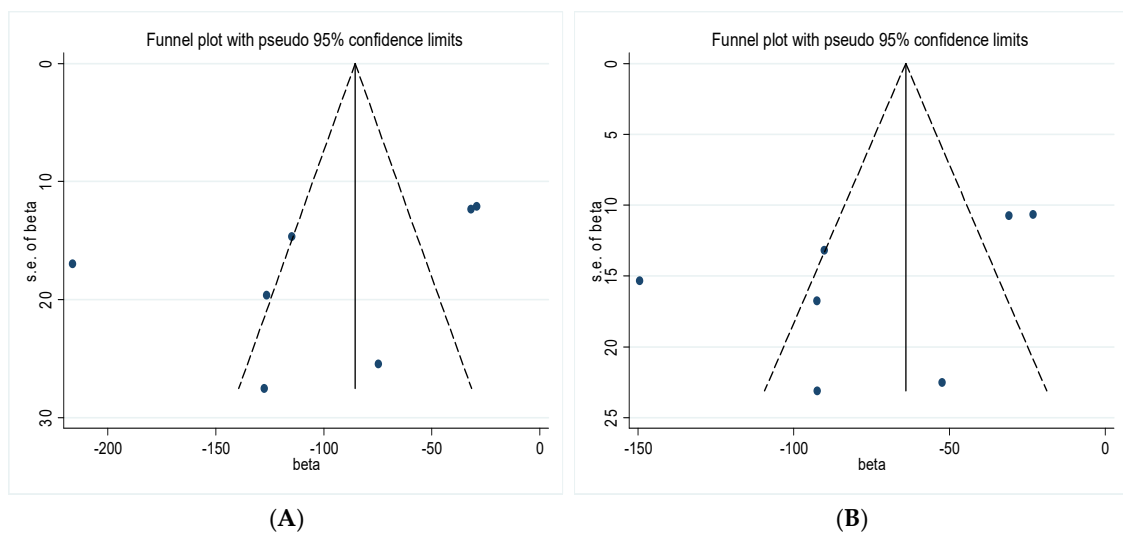 Funnel plot with pseudo 95% confidence limits
s.e. of beta
0
10
20
30
-200
-150
-100
-50
0
beta
(A)
Funnel plot with pseudo 95% confidence limits
s.e. of beta
0
5
10
15
20
25
-150
-100
-50
0
beta
(B)